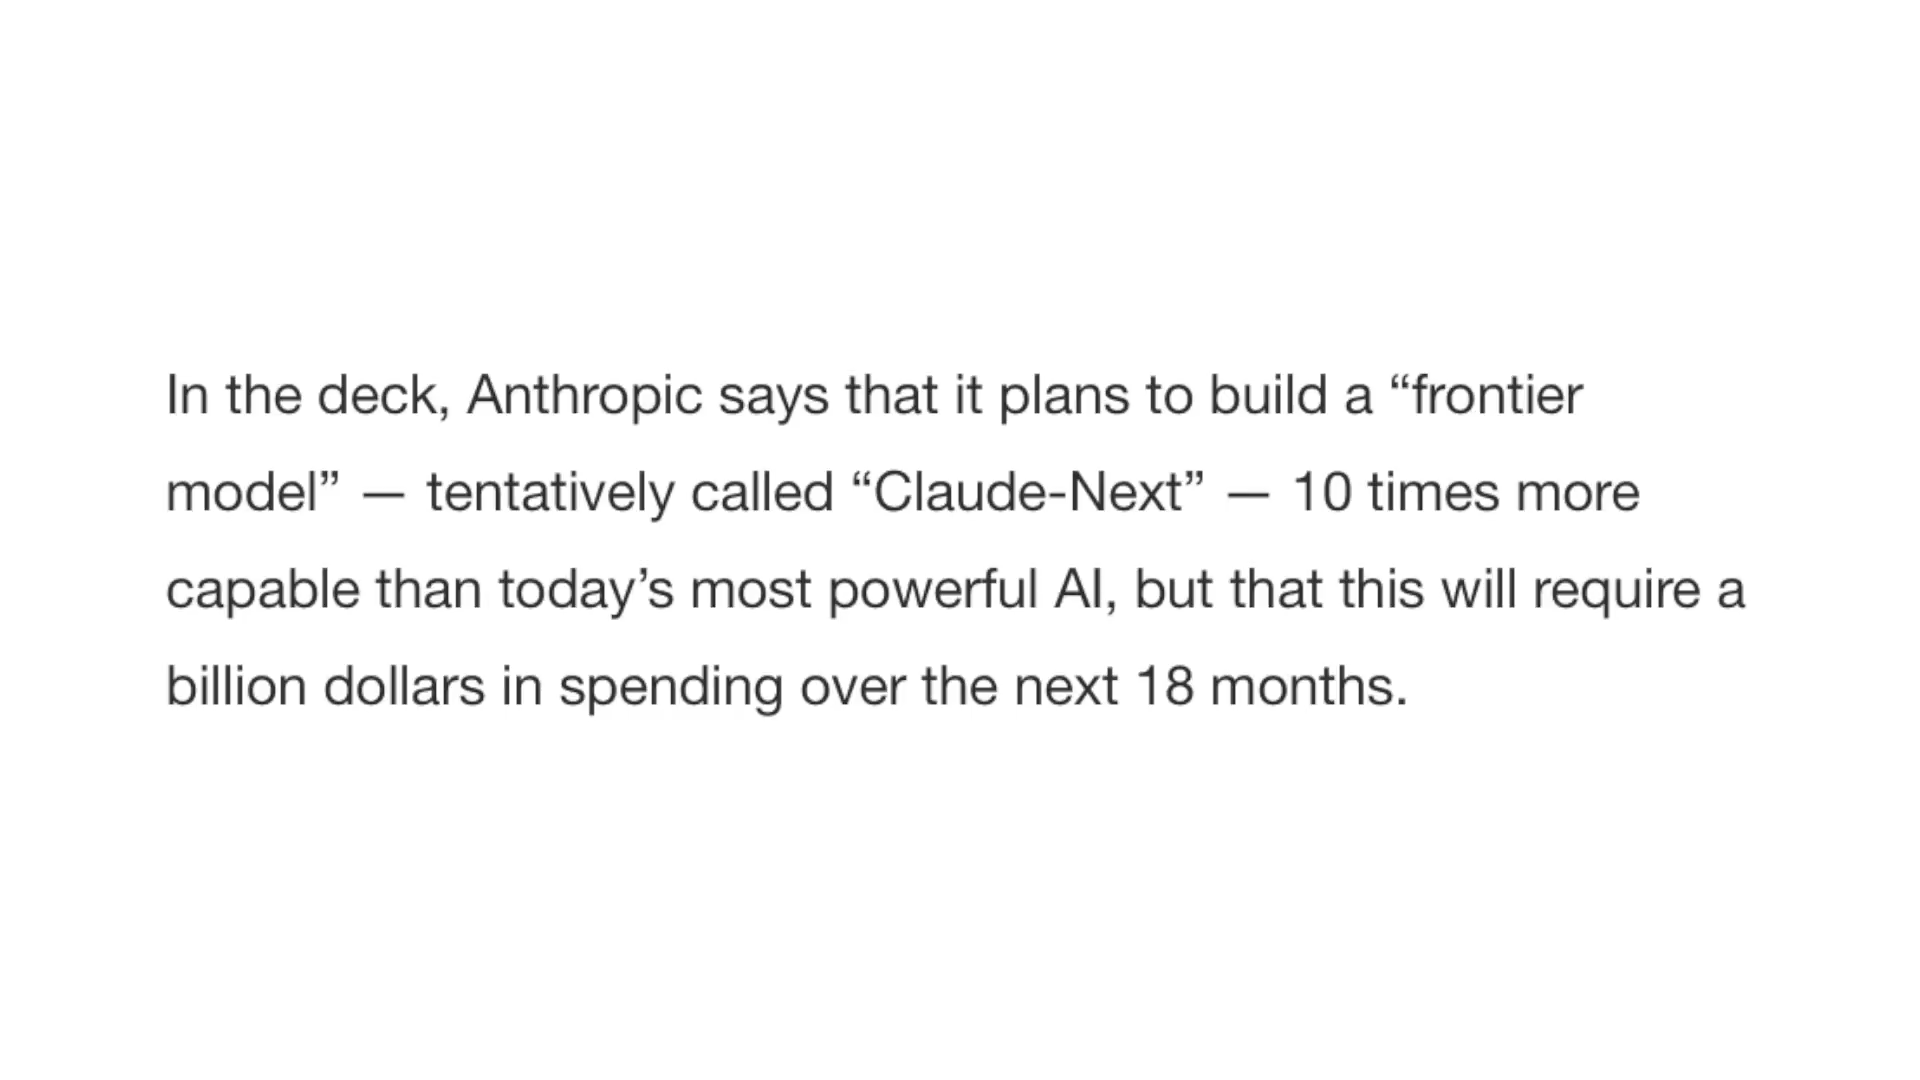 In the deck, Anthropic says that it plans to build a “frontier
model” — tentatively called “Claude-Next” — 10 times more
capable than today’s most powerful AI, but that this will require a
billion dollars in spending over the next 18 months.